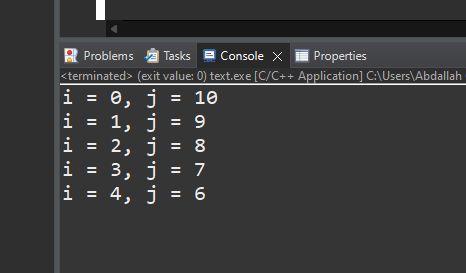 Problems Tasks Console Properties
<terminated> (exit value: 0) text.exe [C/C++ Application] C:\Users\Abdallah
i = 0, j = 10
i = 1, j = 9
i = 2, j = 8
i = 3, j = 7
i = 4, j = 6